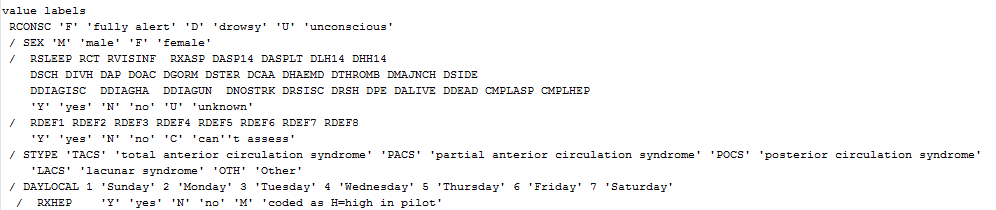 value labels
RCONSC 'F' 'fully alert' 'D' 'drowsy' 'U' 'unconscious'
/ SEX 'M' 'male' 'F' 'female'
/ RSLEEP RCT RVISINF RXASP DASP14 DASPLT DLH14 DHH14
DSCH DIVH DAP DOAC DGORM DSTER DCAA DHAEMD DTHROMB DMAJNCH DSIDE
DDIAGISC DDIAGHA DDIAGUN DNOSTRK DRSISC DRSH DPE DALIVE DDEAD CMPLASP CMPLHEP
'Y' 'yes' 'N' 'no' 'U' 'unknown'
/ RDEF1 RDEF2 RDEF3 RDEF4 RDEF5 RDEF6 RDEF7 RDEF8
'Y' 'yes' 'N' 'no' 'C' 'can''t assess'
/ STYPE 'TACS' 'total anterior circulation syndrome' 'PACS' 'partial anterior circulation syndrome' 'POCS' 'posterior circulation syndrome'
'LACS' 'lacunar syndrome' 'OTH' 'Other'
/ DAYLOCAL 1 'Sunday' 2 'Monday' 3 'Tuesday' 4 'Wednesday' 5 'Thursday' 6 'Friday' 7 'Saturday'
/ RXHEP 'Y' 'yes' 'N' 'no' 'M' 'coded as H=high in pilot'